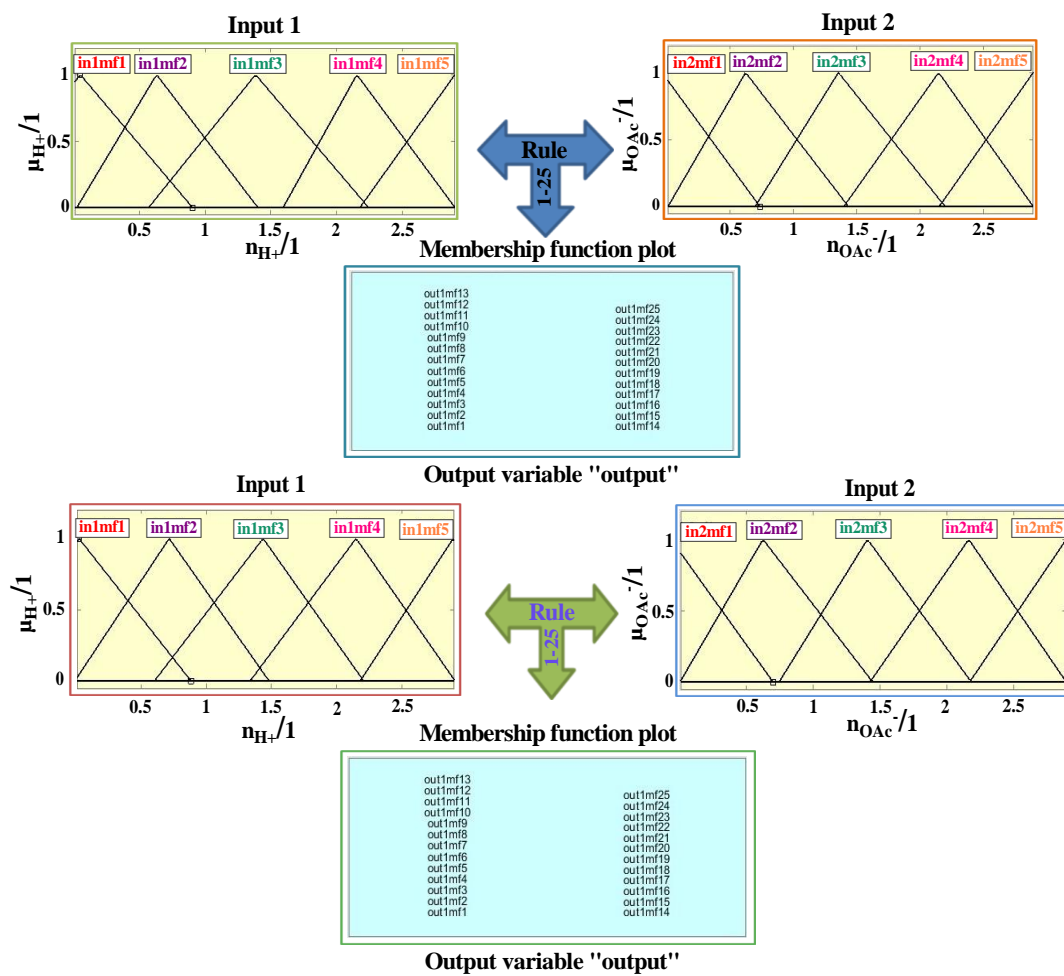 Input 1
in1mf1 in1mf2 in1mf3 in1mf4 in1mf5
1
0.5
0
μH+/1
0.5 1 1.5 2 2.5
nH+/1
Rule
1-25
Input 2
in2mf1 in2mf2 in2mf3 in2mf4 in2mf5
1
0.5
0
μOAc-/1
0.5 1 1.5 2 2.5
nOAc-/1
Membership function plot
out1mf13
out1mf12
out1mf11
out1mf10
out1mf9
out1mf8
out1mf7
out1mf6
out1mf5
out1mf4
out1mf3
out1mf2
out1mf1
out1mf25
out1mf24
out1mf23
out1mf22
out1mf21
out1mf20
out1mf19
out1mf18
out1mf17
out1mf16
out1mf15
out1mf14
Output variable "output"
Input 1
in1mf1 in1mf2 in1mf3 in1mf4 in1mf5
1
0.5
0
μH+/1
0.5 1 1.5 2 2.5
nH+/1
Rule
1-25
Input 2
in2mf1 in2mf2 in2mf3 in2mf4 in2mf5
1
0.5
0
μOAc-/1
0.5 1 1.5 2 2.5
nOAc-/1
Membership function plot
out1mf13
out1mf12
out1mf11
out1mf10
out1mf9
out1mf8
out1mf7
out1mf6
out1mf5
out1mf4
out1mf3
out1mf2
out1mf1
out1mf25
out1mf24
out1mf23
out1mf22
out1mf21
out1mf20
out1mf19
out1mf18
out1mf17
out1mf16
out1mf15
out1mf14
Output variable "output"